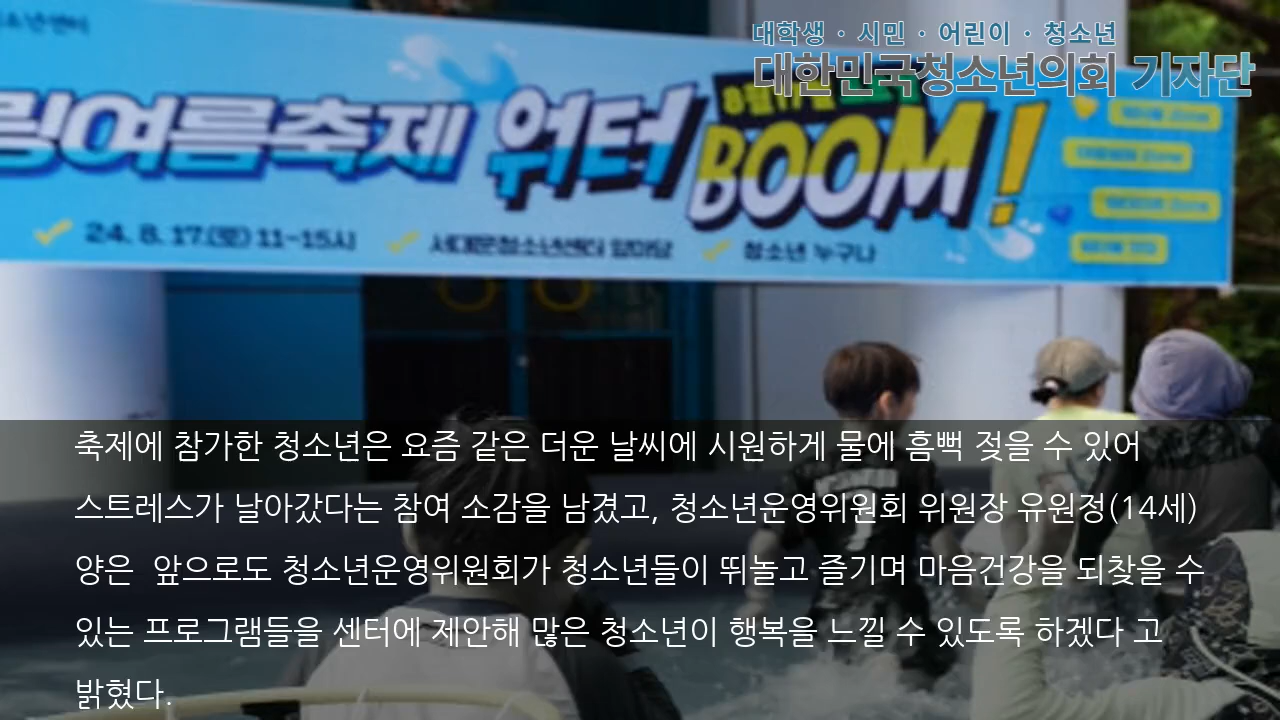 대학생 · 시민 · 어린이 · 청소년
대한민국청소년의회 기자단
여름축제 워터 BOOM!
24. 8. 17.(토) 11-15시
서대문청소년센터 앞마당
청소년 누구나
축제에 참가한 청소년은 요즘 같은 더운 날씨에 시원하게 물에 흠뻑 젖을 수 있어
스트레스가 날아갔다는 참여 소감을 남겼고, 청소년운영위원회 위원장 유원정(14세)
양은  앞으로도 청소년운영위원회가 청소년들이 뛰놀고 즐기며 마음건강을 되찾을 수
있는 프로그램들을 센터에 제안해 많은 청소년이 행복을 느낄 수 있도록 하겠다 고
밝혔다.